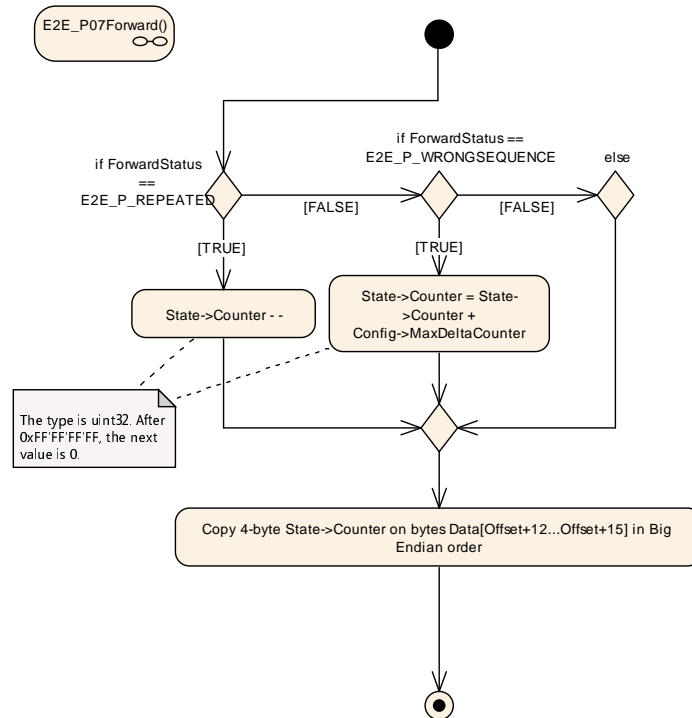 E2E_P07Forward()
if ForwardStatus ==
E2E_P_WRONGSEQUENCE
else
if ForwardStatus
==
E2E_P_REPEATED
[FALSE]
[FALSE]
[TRUE]
[TRUE]
State->Counter - -
State->Counter = State-
>Counter +
Config->MaxDeltaCounter
The type is uint32. After
0xFF'FF'FF'FF, the next
value is 0.
Copy 4-byte State->Counter on bytes Data[Offset+12...Offset+15] in Big
Endian order